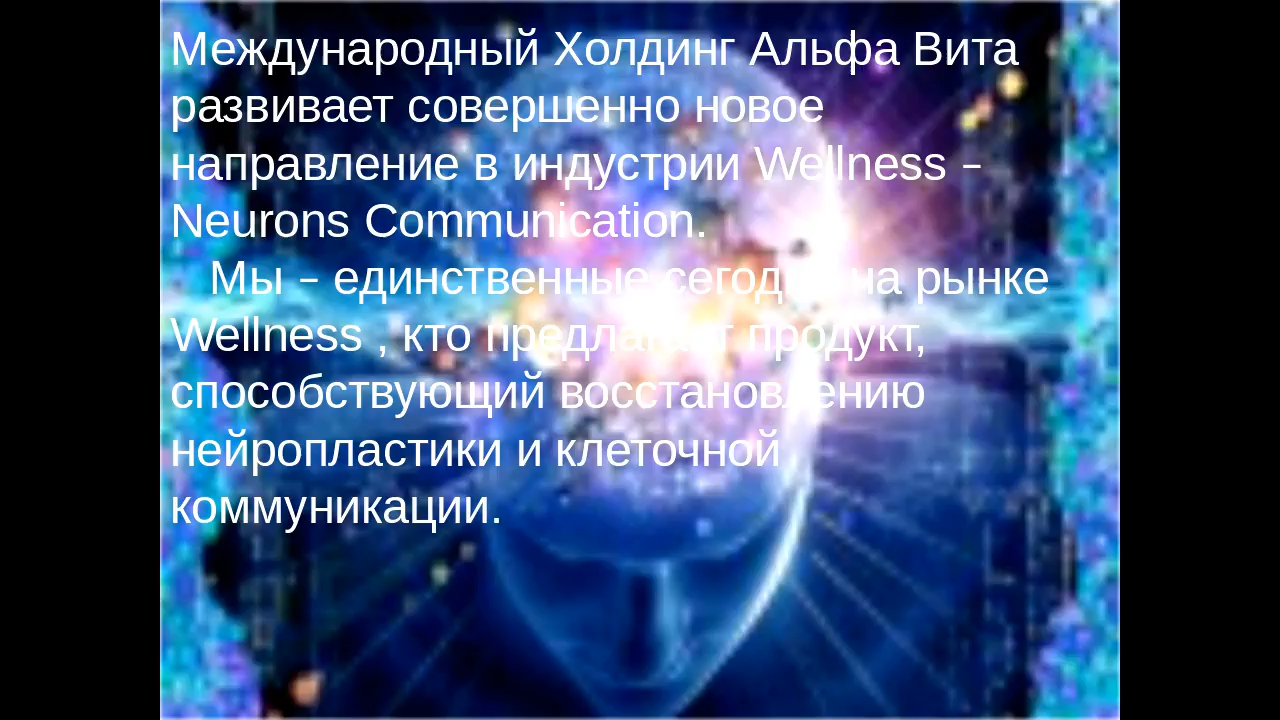 Международный Холдинг Альфа Вита
развивает совершенно новое
направление в индустрии Wellness –
Neurons Communication.
Мы – единственные сегодня на рынке
Wellness , кто предлагает продукт,
способствующий восстановлению
нейропластики и клеточной
коммуникации.